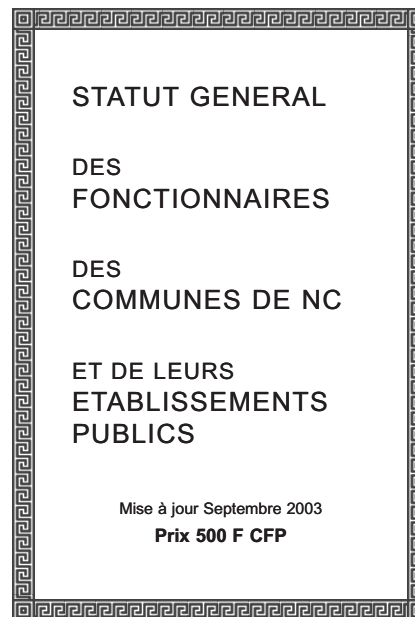 STATUT GENERAL
DES
FONCTIONNAIRES
DES
COMMUNES DE NC
ET DE LEURS
ETABLISSEMENTS
PUBLICS
Mise à jour Septembre 2003
Prix 500 F CFP